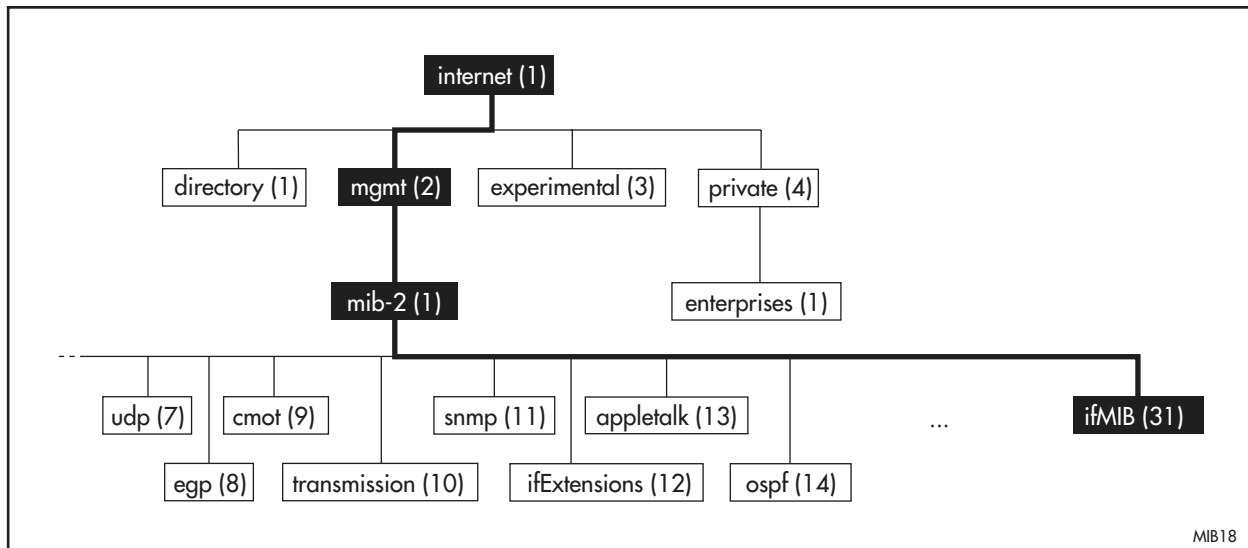 internet (1)
directory (1) mgmt (2) experimental (3) private (4)
mib-2 (1) enterprises (1)
udp (7) cmot (9) snmp (11) appletalk (13) ... ifMIB (31)
egp (8) transmission (10) ifExtensions (12) ospf (14)
MIB18